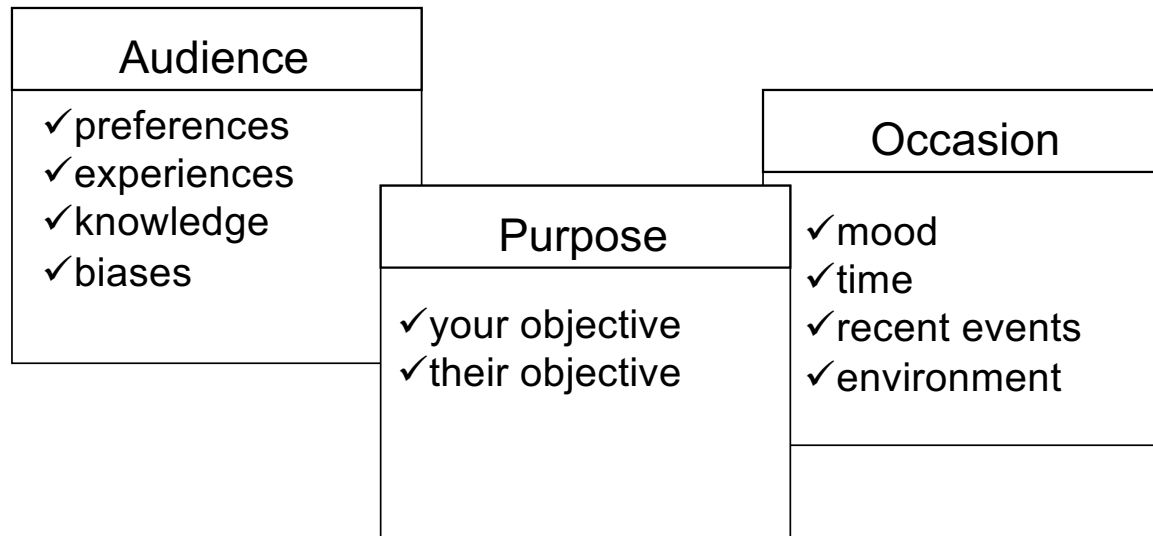 Audience
✓preferences
✓experiences
✓knowledge
✓biases
Purpose
✓your objective
✓their objective
Occasion
✓mood
✓time
✓recent events
✓environment